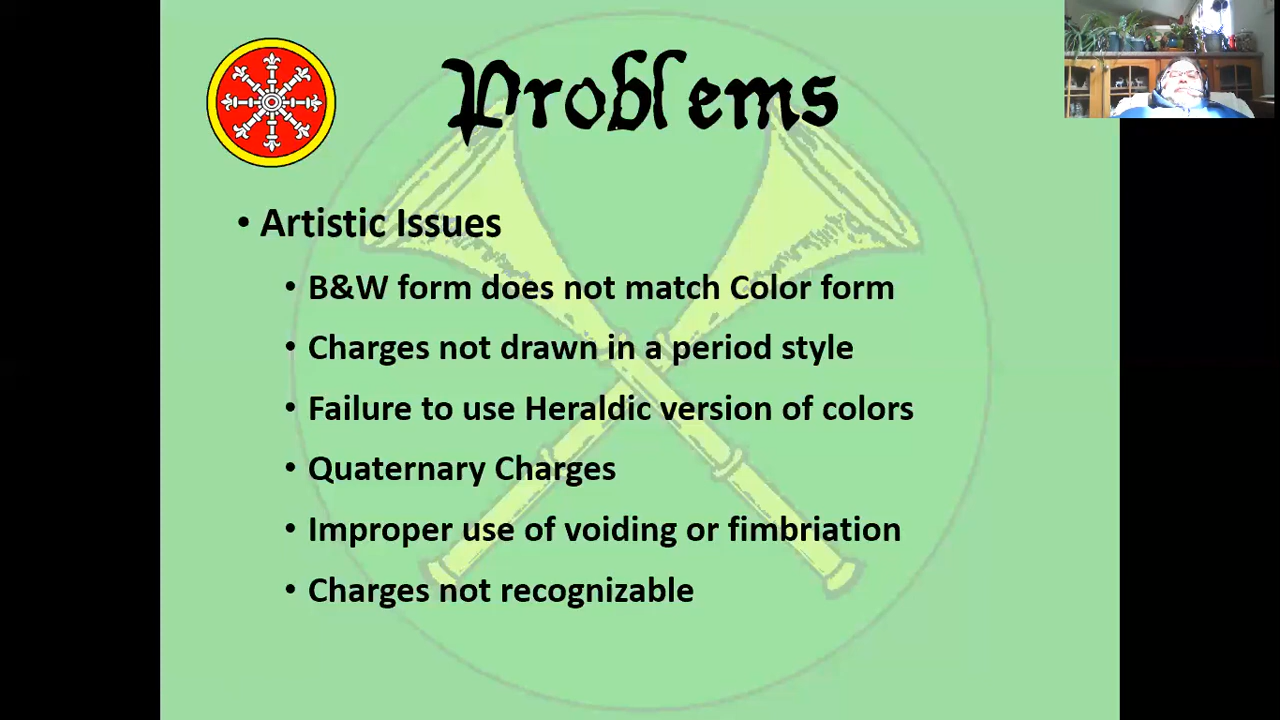 Problems
• Artistic Issues
• B&W form does not match Color form
• Charges not drawn in a period style
• Failure to use Heraldic version of colors
• Quaternary Charges
• Improper use of voiding or fimbriation
• Charges not recognizable